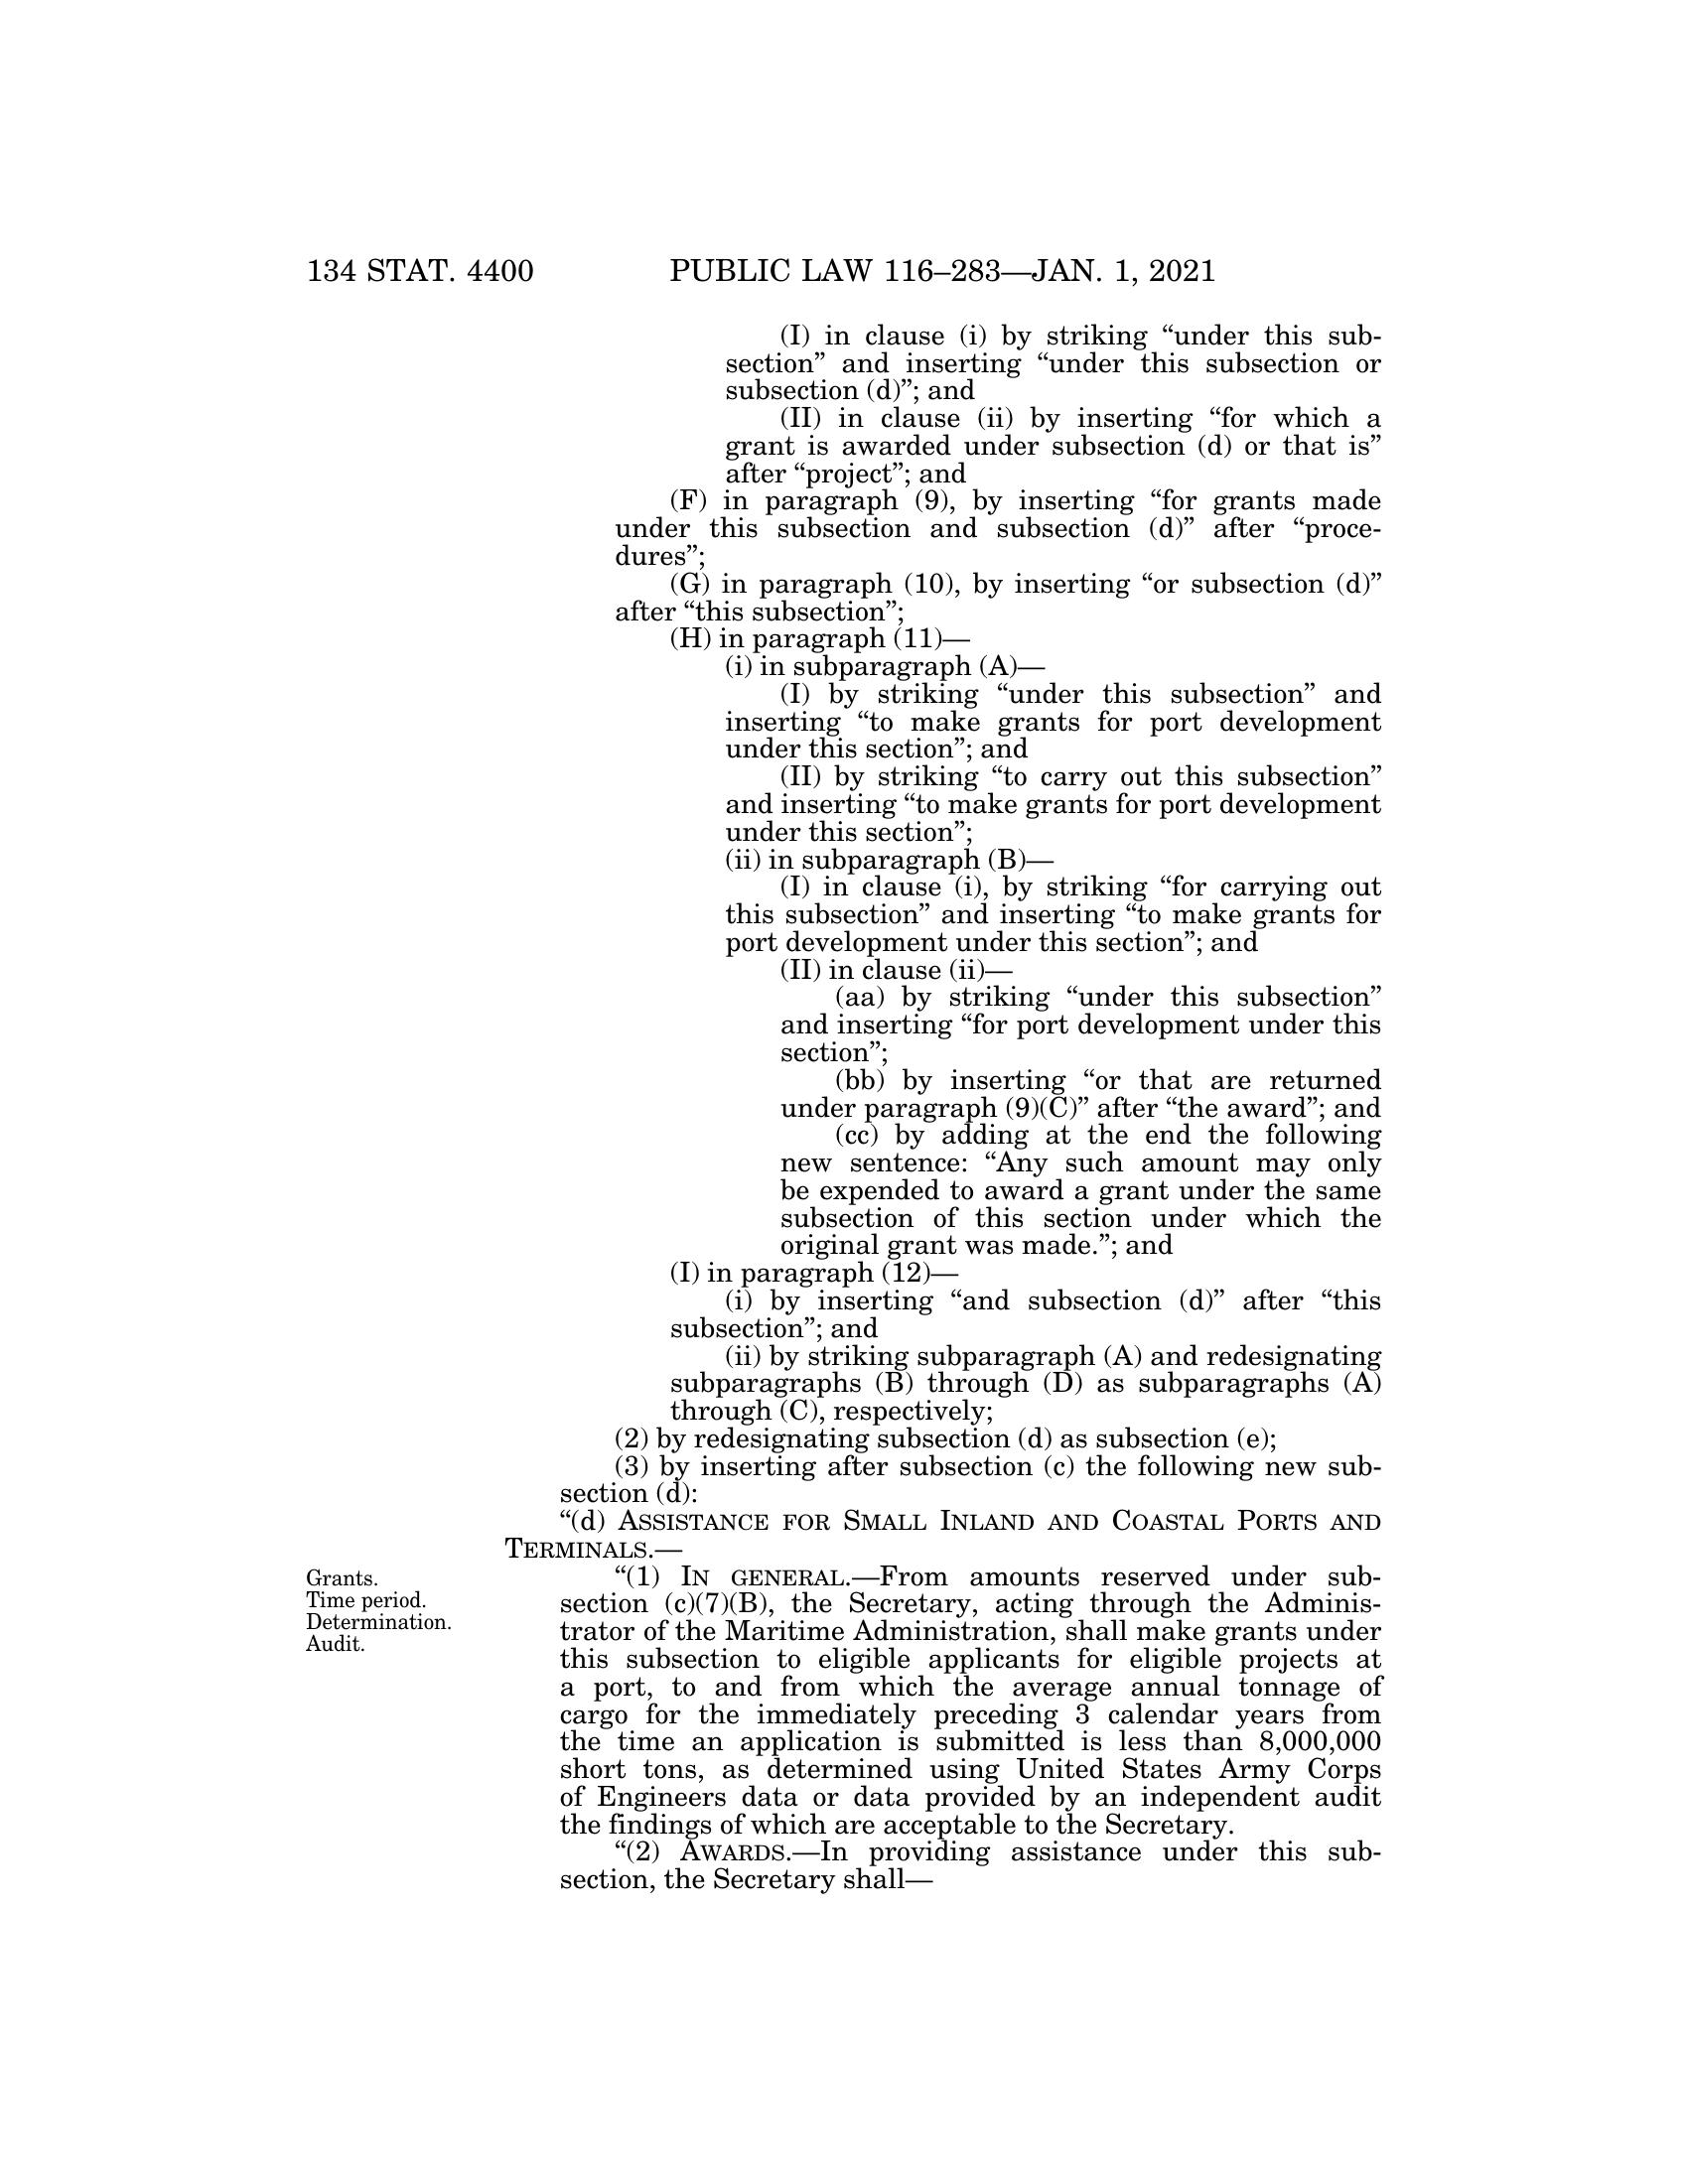 134 STAT. 4400 PUBLIC LAW 116–283—JAN. 1, 2021
(I) in clause (i) by striking “under this sub-
section” and inserting “under this subsection or
subsection (d)”; and
(II) in clause (ii) by inserting “for which a
grant is awarded under subsection (d) or that is”
after “project”; and
(F) in paragraph (9), by inserting “for grants made
under this subsection and subsection (d)” after “proce-
dures”;
(G) in paragraph (10), by inserting “or subsection (d)”
after “this subsection”;
(H) in paragraph (11)—
(i) in subparagraph (A)—
(I) by striking “under this subsection” and
inserting “to make grants for port development
under this section”; and
(II) by striking “to carry out this subsection”
and inserting “to make grants for port development
under this section”;
(ii) in subparagraph (B)—
(I) in clause (i), by striking “for carrying out
this subsection” and inserting “to make grants for
port development under this section”; and
(II) in clause (ii)—
(aa) by striking “under this subsection”
and inserting “for port development under this
section”;
(bb) by inserting “or that are returned
under paragraph (9)(C)” after “the award”; and
(cc) by adding at the end the following
new sentence: “Any such amount may only
be expended to award a grant under the same
subsection of this section under which the
original grant was made.”; and
(I) in paragraph (12)—
(i) by inserting “and subsection (d)” after “this
subsection”; and
(ii) by striking subparagraph (A) and redesignating
subparagraphs (B) through (D) as subparagraphs (A)
through (C), respectively;
(2) by redesignating subsection (d) as subsection (e);
(3) by inserting after subsection (c) the following new sub-
section (d):
“(d) ASSISTANCE FOR SMALL INLAND AND COASTAL PORTS AND
TERMINALS.—
“(1) IN GENERAL.—From amounts reserved under sub-
section (c)(7)(B), the Secretary, acting through the Adminis-
trator of the Maritime Administration, shall make grants under
this subsection to eligible applicants for eligible projects at
a port, to and from which the average annual tonnage of
cargo for the immediately preceding 3 calendar years from
the time an application is submitted is less than 8,000,000
short tons, as determined using United States Army Corps
of Engineers data or data provided by an independent audit
the findings of which are acceptable to the Secretary.
“(2) AWARDS.—In providing assistance under this sub-
section, the Secretary shall—
Grants.
Time period.
Determination.
Audit.